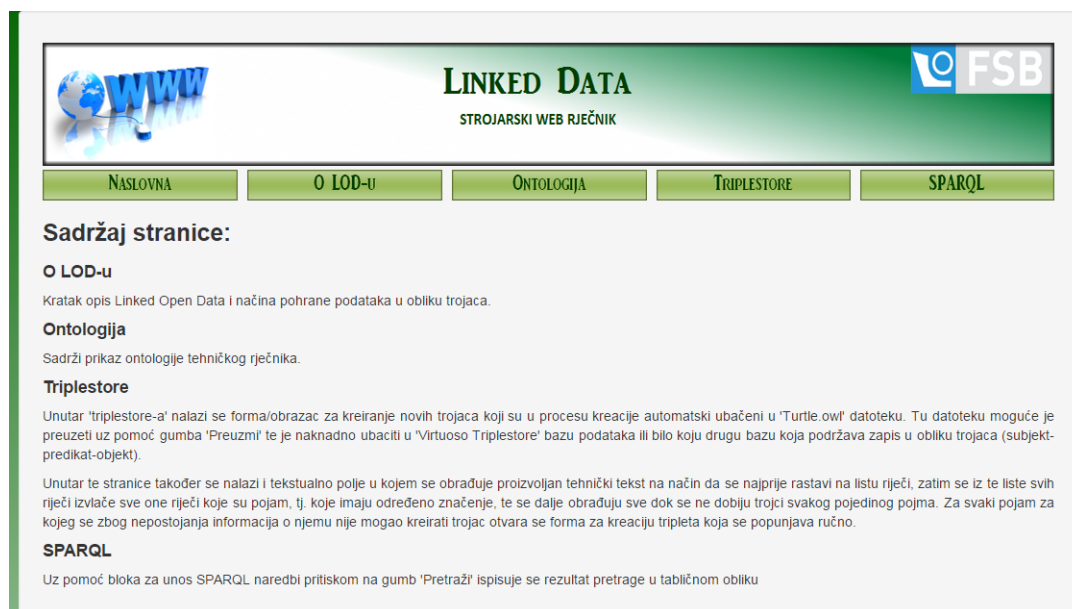 WWW
LINKED DATA
FSB
STROJARSKI WEB RJEČNIK
NASLOVNA
O LOD-U
ONTOLOGIJA
TRIPLESTORE
SPARQL
Sadržaj stranice:
O LOD-u
Kratak opis Linked Open Data i načina pohrane podataka u obliku trojaca.
Ontologija
Sadrži prikaz ontologije tehničkog rječnika.
Triplestore
Unutar 'triplestore-a' nalazi se forma/obrazac za kreiranje novih trojaca koji su u procesu kreacije automatski ubačeni u 'Turtle.owl' datoteku. Tu datoteku moguće je
preuzeti uz pomoć gumba 'Preuzmi' te je naknadno ubaciti u 'Virtuoso Triplestore' bazu podataka ili bilo koju drugu bazu koja podržava zapis u obliku trojaca (subjekt-
predikat-objekt).
Unutar te stranice također se nalazi i tekstualno polje u kojem se obrađuje proizvoljan tehnički tekst na način da se najprije rastavi na listu riječi, zatim se iz te liste svih
riječi izvlače sve one riječi koje su pojam, tj. koje imaju određeno značenje, te se dalje obrađuju sve dok se ne dobiju trojci svakog pojedinog pojma. Za svaki pojam za
kojeg se zbog nepostojanja informacija o njemu nije mogao kreirati trojac otvara se forma za kreaciju tripleta koja se popunjava ručno.
SPARQL
Uz pomoć bloka za unos SPARQL naredbi pritiskom na gumb 'Pretraži' ispisuje se rezultat pretrage u tabličnom obliku